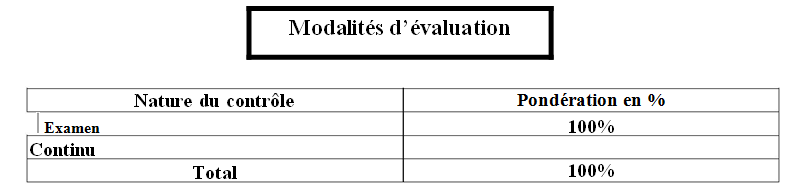 Modalités d’évaluation
Nature du contrôle Pondération en %
Examen 100%
Continu
Total 100%